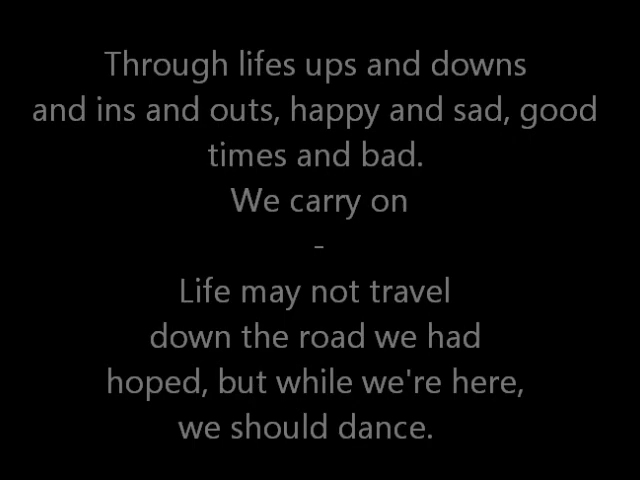 Through lifes ups and downs
and ins and outs, happy and sad, good
times and bad.
We carry on
-
Life may not travel
down the road we had
hoped, but while we're here,
we should dance.